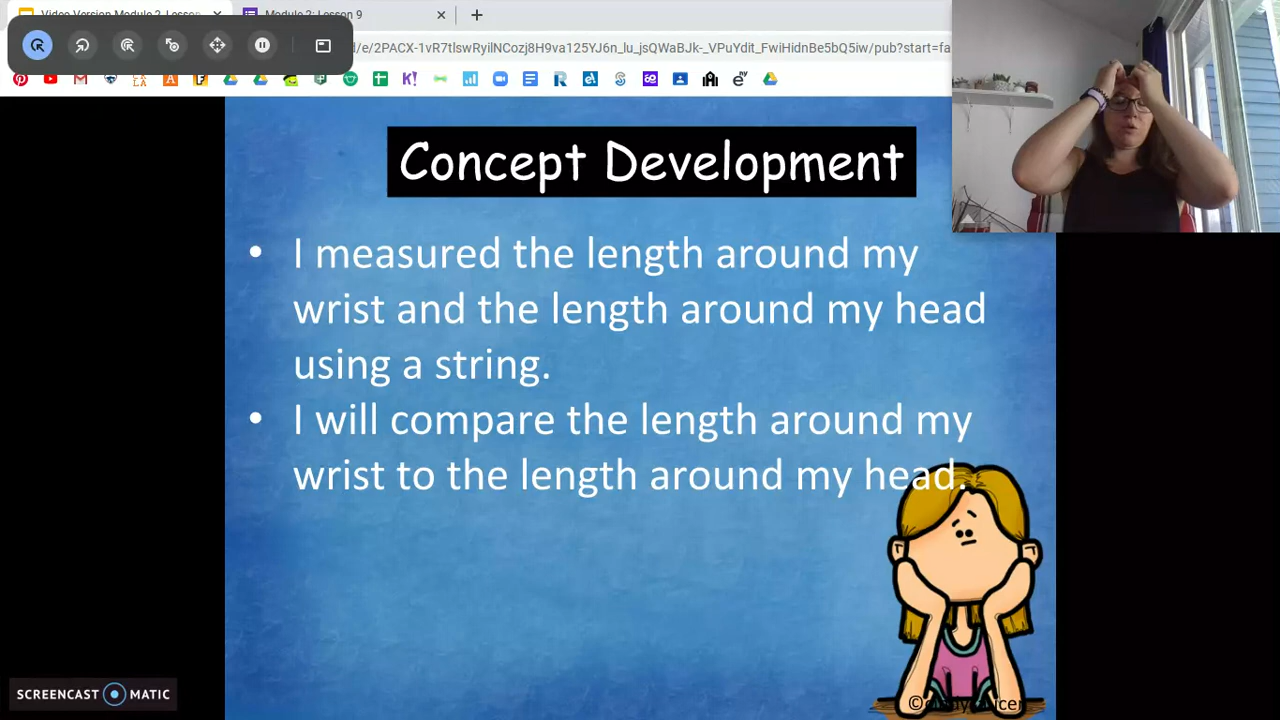 Video Version Module 2 Lesson
Module 2: Lesson 9
/e/2PACX-1vR7tlswRyilNCozj8H9va125YJ6n_lu_jsQWaBJk-_VPuYdit_FwiHidnBe5bQ5iw/pub?start=fa
Concept Development
• I measured the length around my
wrist and the length around my head
using a string.
• I will compare the length around my
wrist to the length around my head.
SCREENCAST MATIC